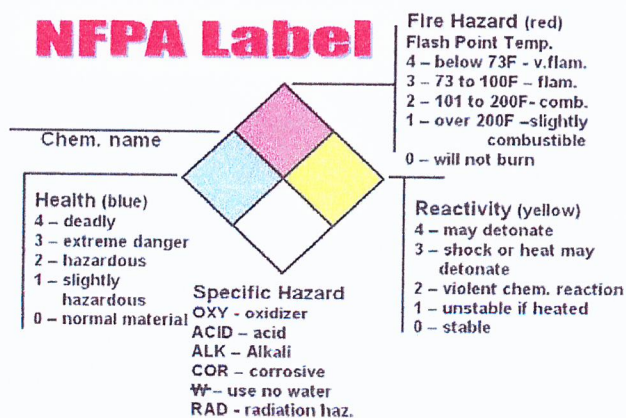 NFPA Label
Chem. name
Fire Hazard (red)
Flash Point Temp.
4 – below 73F - v.flam.
3 – 73 to 100F – flam.
2 – 101 to 200F- comb.
1 – over 200F –slightly
combustible
0 – will not burn
Health (blue)
4 – deadly
3 – extreme danger
2 – hazardous
1 – slightly
hazardous
0 – normal material
Reactivity (yellow)
4 – may detonate
3 – shock or heat may
detonate
2 – violent chem. reaction
1 – unstable if heated
0 – stable
Specific Hazard
OXY - oxidizer
ACID – acid
ALK – Alkali
COR – corrosive
W – use no water
RAD - radiation haz.